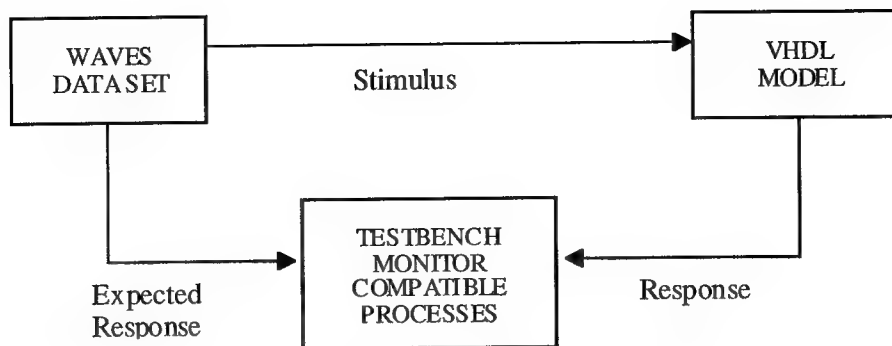 WAVES
DATASET
Stimulus
VHDL
MODEL
TESTBENCH
MONITOR
COMPATIBLE
PROCESSES
Expected
Response
Response